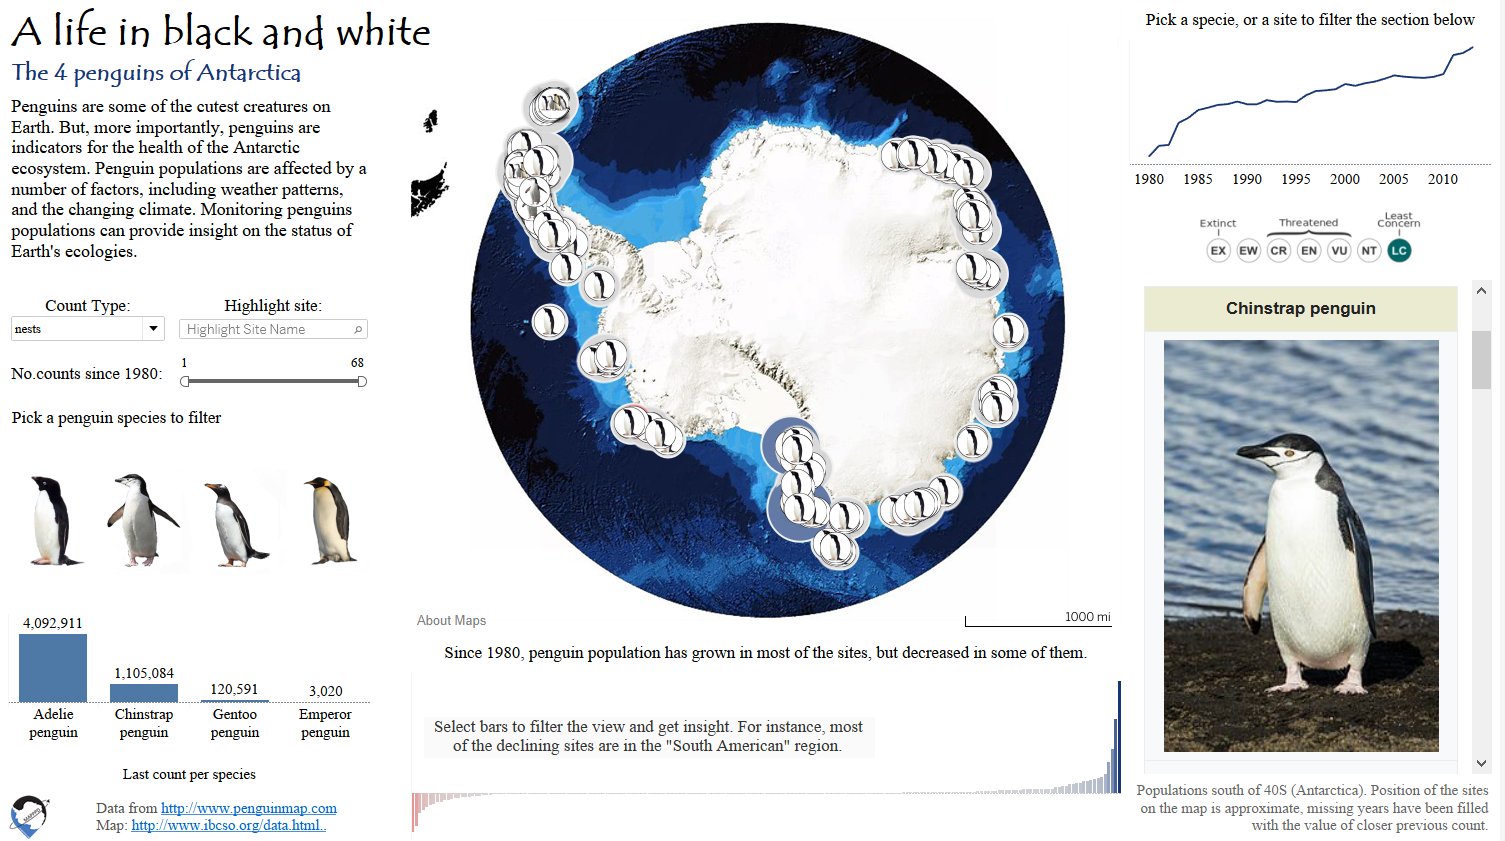 A life in black and white
The 4 penguins of Antarctica
Penguins are some of the cutest creatures on
Earth. But, more importantly, penguins are
indicators for the health of the Antarctic
ecosystem. Penguin populations are affected by a
number of factors, including weather patterns,
and the changing climate. Monitoring penguins
populations can provide insight on the status of
Earth's ecologies.
Count Type:
nests
Highlight site:
Highlight Site Name
No.counts since 1980:
1
68
Pick a penguin species to filter
4,092,911
1,105,084
120,591
3,020
Adelie
penguin
Chinstrap
penguin
Gentoo
penguin
Emperor
penguin
Last count per species
Data from http://www.penguinmap.com
Map: http://www.ibcso.org/data.html..
About Maps
1000 mi
Since 1980, penguin population has grown in most of the sites, but decreased in some of them.
Select bars to filter the view and get insight. For instance, most
of the declining sites are in the "South American" region.
Pick a specie, or a site to filter the section below
1980 1985 1990 1995 2000 2005 2010
Extinct
Threatened
Least
Concern
EX EW CR EN VU NT LC
Chinstrap penguin
Populations south of 40S (Antarctica). Position of the sites
on the map is approximate, missing years have been filled
with the value of closer previous count.